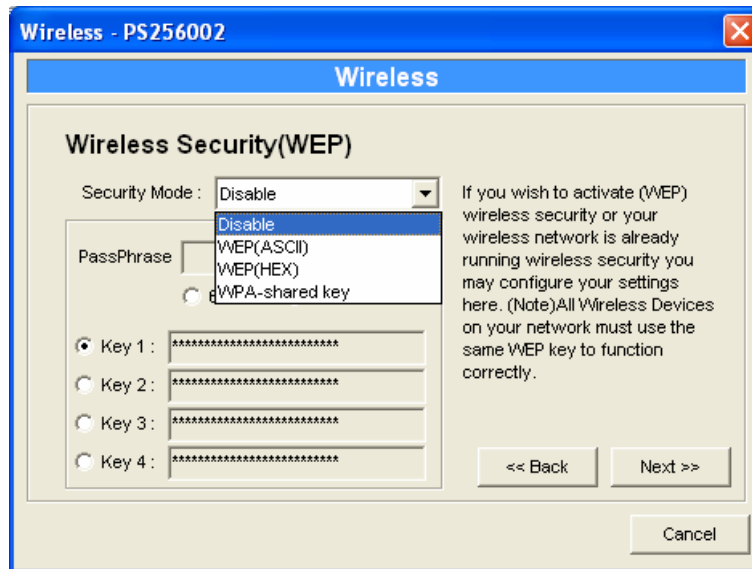 Wireless - PS256002
Wireless
Wireless Security(WEP)
Security Mode : Disable
Disable
WEP(ASCII)
WEP(HEX)
WPA-shared key
PassPhrase
Key 1 : **************************
Key 2 : **************************
Key 3 : **************************
Key 4 : **************************
If you wish to activate (WEP)
wireless security or your
wireless network is already
running wireless security you
may configure your settings
here. (Note)All Wireless Devices
on your network must use the
same WEP key to function
correctly.
<< Back
Next >>
Cancel